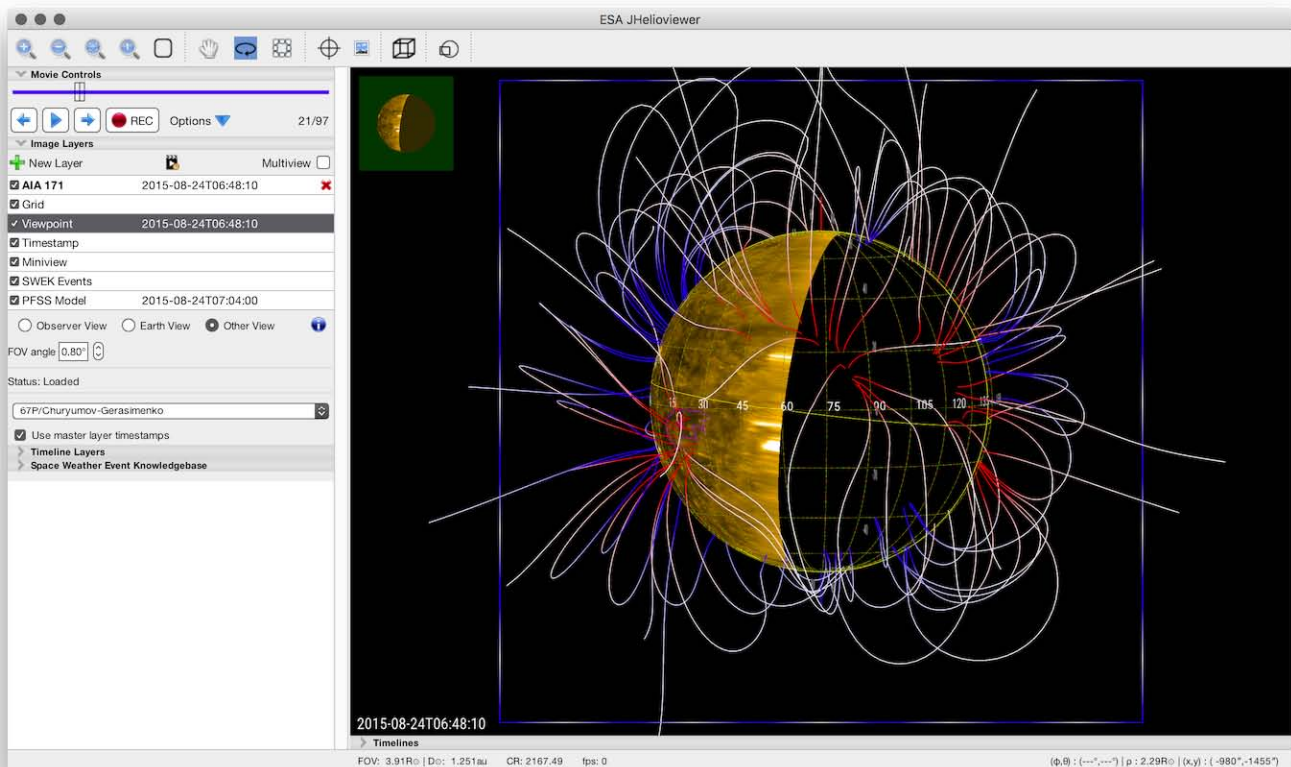 ESA JHelioviewer
Movie Controls
REC Options 21/97
Image Layers
New Layer Multiview
AIA 171 2015-08-24T06:48:10
Grid
Viewpoint 2015-08-24T06:48:10
Timestamp
Miniview
SWEK Events
PFSS Model 2015-08-24T07:04:00
Observer View Earth View Other View
FOV angle 0.80°
Status: Loaded
67P/Churyumov-Gerasimenko
Use master layer timestamps
Timeline Layers
Space Weather Event Knowledgebase
15 30 45 60 75 90 105 120 135
2015-08-24T06:48:10
Timelines
FOV: 3.91R☉ | D☉: 1.251au CR: 2167.49 fps: 0 (φ,θ) : (---°,---°) | ρ : 2.29R☉ | (x,y) : ( -980″,-1455″)